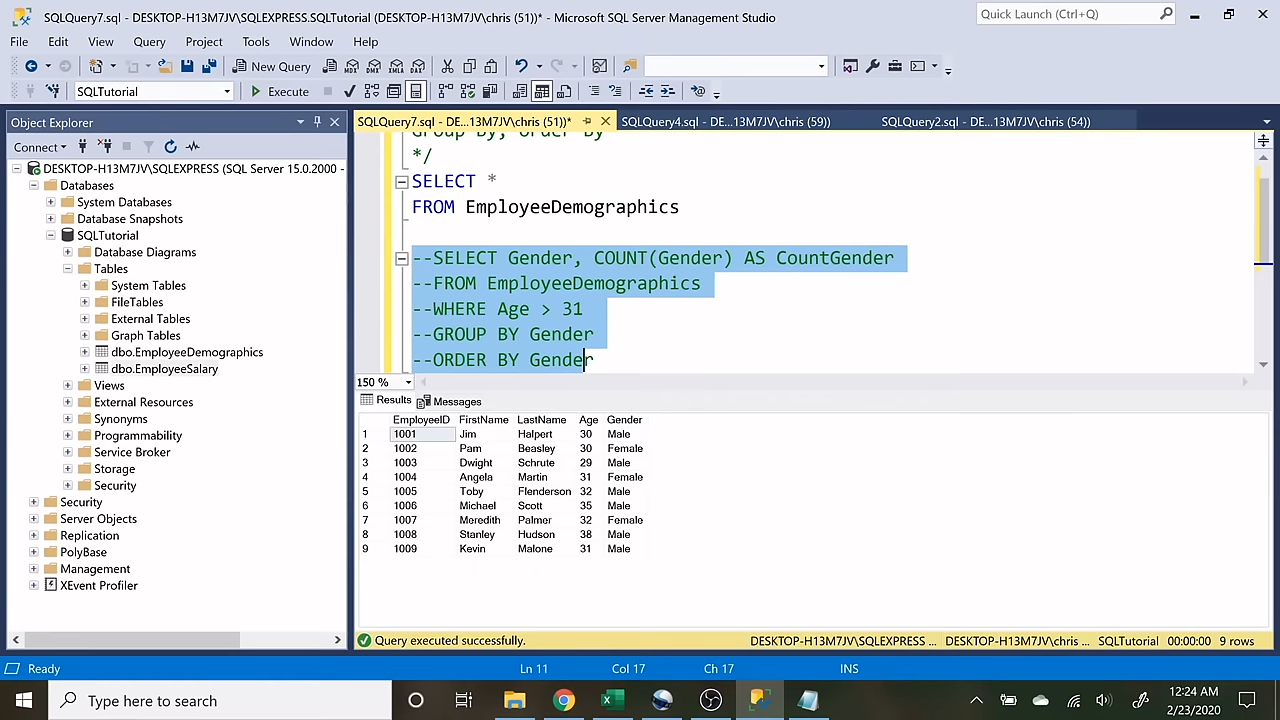 SQLQuery7.sql - DESKTOP-H13M7JV\SQLEXPRESS.SQLTutorial (DESKTOP-H13M7JV\chris (51))* - Microsoft SQL Server Management Studio
Quick Launch (Ctrl+Q)
File Edit View Query Project Tools Window Help
New Query
MDX DMX XMLA DAX
SQLTutorial
Execute
Object Explorer
SQLQuery7.sql - DE...13M7JV\chris (51))*
SQLQuery4.sql - DE...13M7JV\chris (59))
SQLQuery2.sql - DE...13M7JV\chris (54))
Connect
DESKTOP-H13M7JV\SQLEXPRESS (SQL Server 15.0.2000 -
Databases
System Databases
Database Snapshots
SQLTutorial
Database Diagrams
Tables
System Tables
FileTables
External Tables
Graph Tables
dbo.EmployeeDemographics
dbo.EmployeeSalary
Views
External Resources
Synonyms
Programmability
Service Broker
Storage
Security
Security
Server Objects
Replication
PolyBase
Management
XEvent Profiler
Group By, Order By
*/
SELECT *
FROM EmployeeDemographics
--SELECT Gender, COUNT(Gender) AS CountGender
--FROM EmployeeDemographics
--WHERE Age > 31
--GROUP BY Gender
--ORDER BY Gender
150 %
Results Messages
EmployeeID FirstName LastName Age Gender
1 1001 Jim Halpert 30 Male
2 1002 Pam Beasley 30 Female
3 1003 Dwight Schrute 29 Male
4 1004 Angela Martin 31 Female
5 1005 Toby Flenderson 32 Male
6 1006 Michael Scott 35 Male
7 1007 Meredith Palmer 32 Female
8 1008 Stanley Hudson 38 Male
9 1009 Kevin Malone 31 Male
Query executed successfully. DESKTOP-H13M7JV\SQLEXPRESS ... DESKTOP-H13M7JV\chris ... SQLTutorial 00:00:00 9 rows
Ready Ln 11 Col 17 Ch 17 INS
Type here to search
12:24 AM
2/23/2020